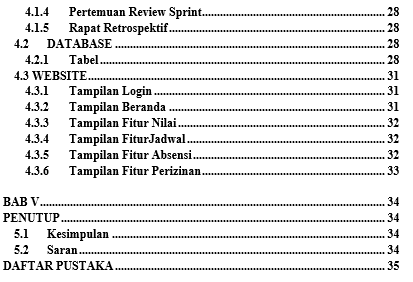 4.1.4 Pertemuan Review Sprint 28
4.1.5 Rapat Retrospektif 28
4.2 DATABASE 28
4.2.1 Tabel 28
4.3 WEBSITE 31
4.3.1 Tampilan Login 31
4.3.2 Tampilan Beranda 31
4.3.3 Tampilan Fitur Nilai 32
4.3.4 Tampilan FiturJadwal 32
4.3.5 Tampilan Fitur Absensi 32
4.3.6 Tampilan Fitur Perizinan 33
BAB V 34
PENUTUP 34
5.1 Kesimpulan 34
5.2 Saran 34
DAFTAR PUSTAKA 35